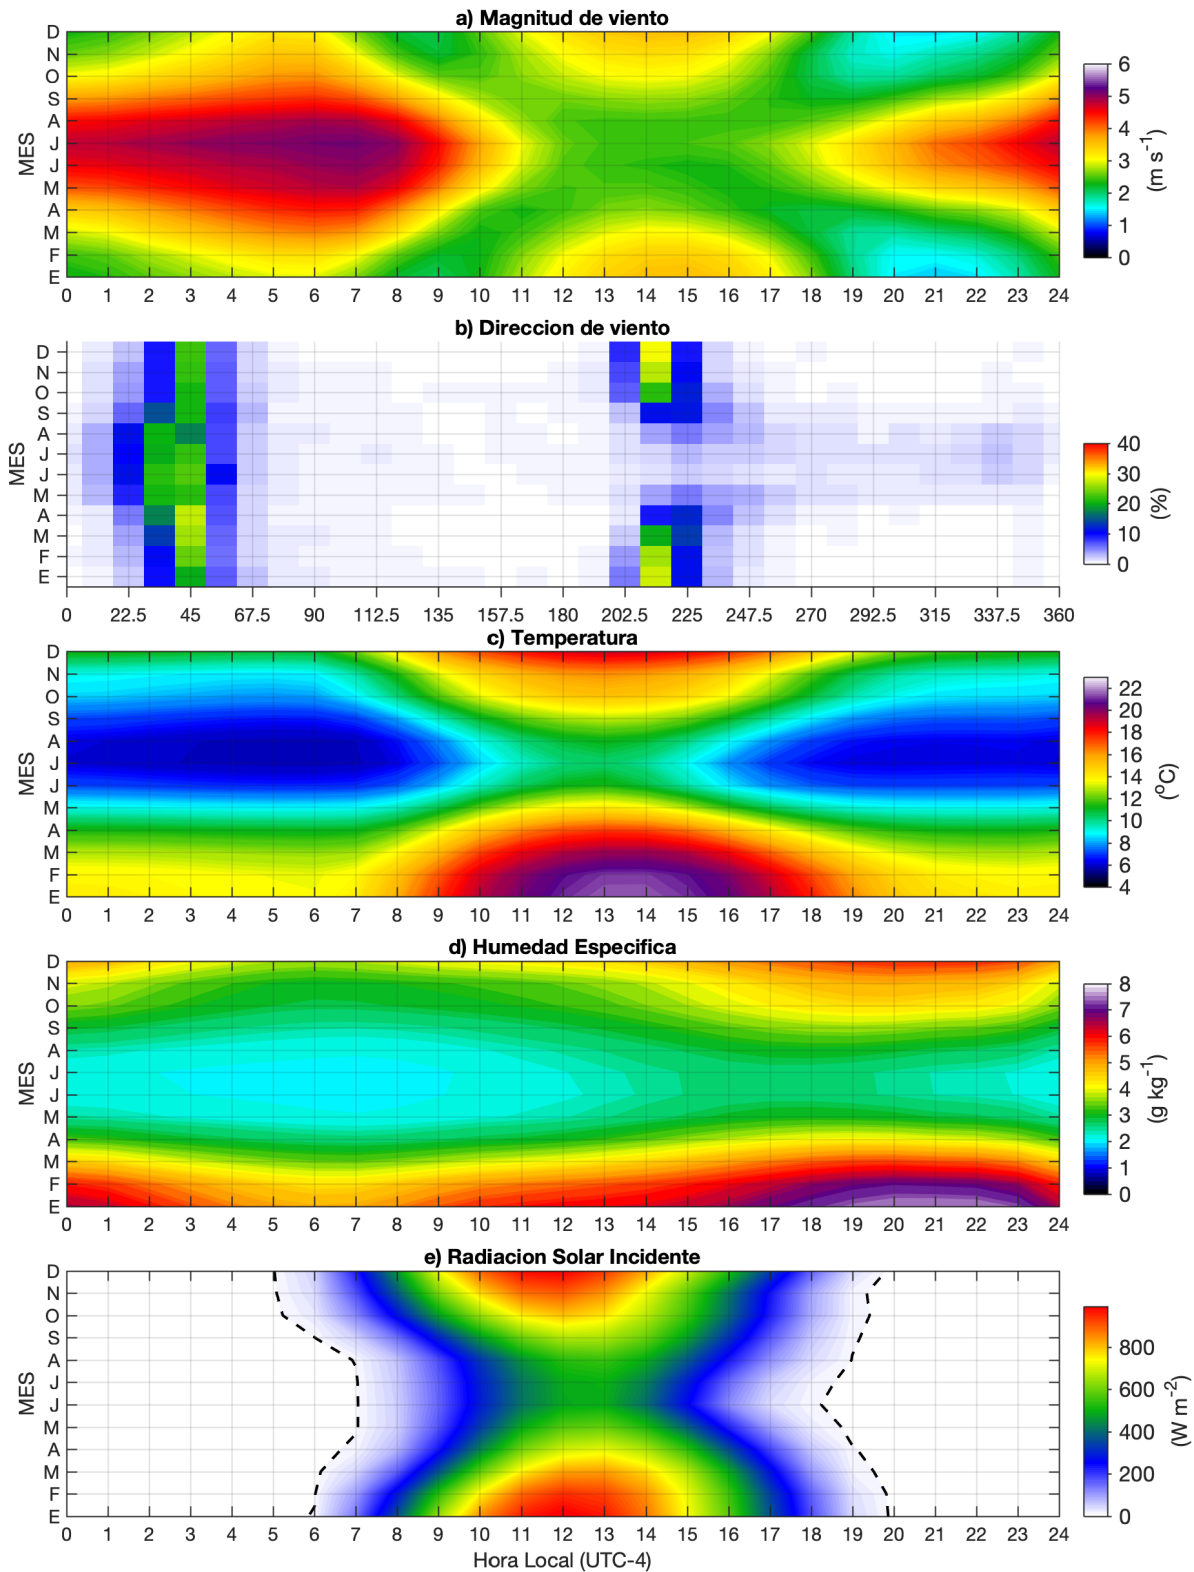 a) Magnitud de viento
D
N
O
S
A
J
J
M
A
M
F
E
MES
0 1 2 3 4 5 6 7 8 9 10 11 12 13 14 15 16 17 18 19 20 21 22 23 24
6
5
4
3
2
1
0
(m s-1)
b) Direccion de viento
D
N
O
S
A
J
J
M
A
M
F
E
MES
0 22.5 45 67.5 90 112.5 135 157.5 180 202.5 225 247.5 270 292.5 315 337.5 360
40
30
20
10
0
(%)
c) Temperatura
D
N
O
S
A
J
J
M
A
M
F
E
MES
0 1 2 3 4 5 6 7 8 9 10 11 12 13 14 15 16 17 18 19 20 21 22 23 24
22
20
18
16
14
12
10
8
6
4
(oC)
d) Humedad Especifica
D
N
O
S
A
J
J
M
A
M
F
E
MES
0 1 2 3 4 5 6 7 8 9 10 11 12 13 14 15 16 17 18 19 20 21 22 23 24
8
7
6
5
4
3
2
1
0
(g kg-1)
e) Radiacion Solar Incidente
D
N
O
S
A
J
J
M
A
M
F
E
MES
0 1 2 3 4 5 6 7 8 9 10 11 12 13 14 15 16 17 18 19 20 21 22 23 24
Hora Local (UTC-4)
800
600
400
200
0
(W m-2)